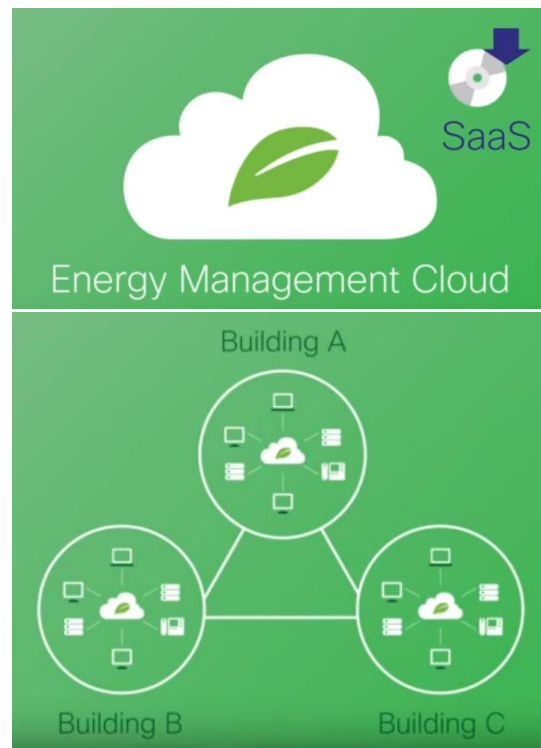 SaaS
Energy Management Cloud
Building A
Building B
Building C